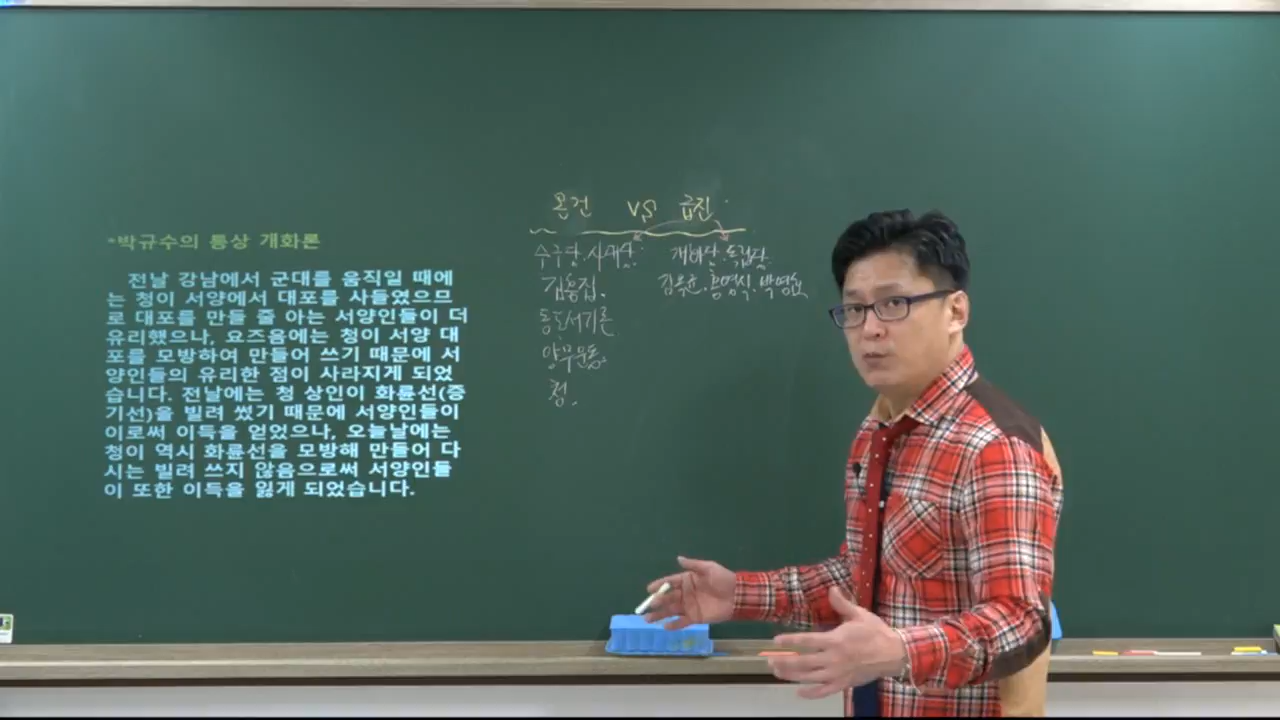 *박규수의 통상 개화론
전날 강남에서 군대를 움직일 때에
는 청이 서양에서 대포를 사들였으므
로 대포를 만들 줄 아는 서양인들이 더
유리했으나, 요즈음에는 청이 서양 대
포를 모방하여 만들어 쓰기 때문에 서
양인들의 유리한 점이 사라지게 되었
습니다. 전날에는 청 상인이 화륜선(증
기선)을 빌려 썼기 때문에 서양인들이
이로써 이득을 얻었으나, 오늘날에는
청이 역시 화륜선을 모방해 만들어 다
시는 빌려 쓰지 않음으로써 서양인들
이 또한 이득을 잃게 되었습니다.
온건 VS 급진
수구당.사대당. 개화당.독립당.
김홍집. 김옥균.홍영식.박영효
동도서기론
양무운동.
청.